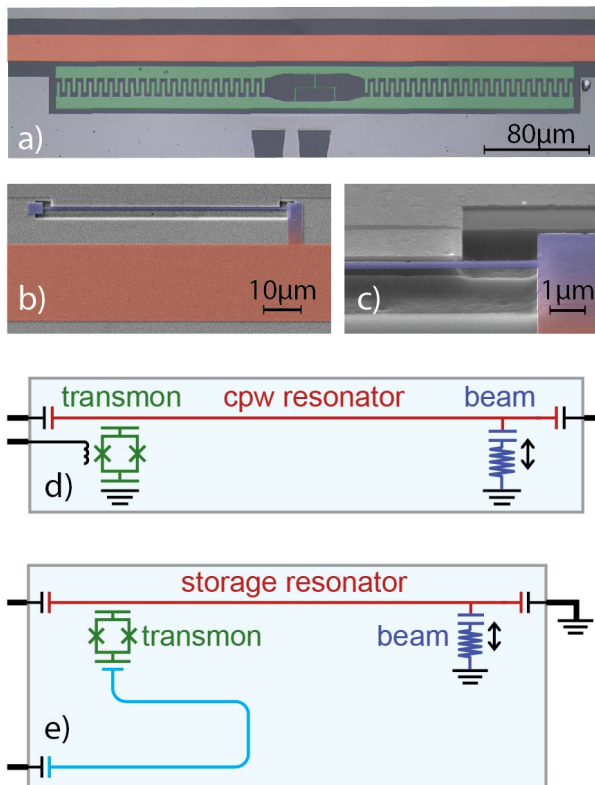 a)
80μm
b)
10μm
c)
1μm
transmon
cpw resonator
beam
d)
storage resonator
transmon
beam
e)